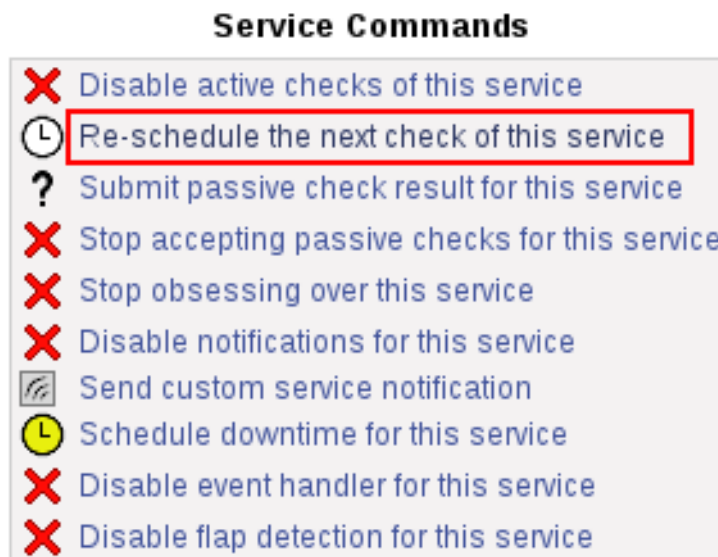 Service Commands
Disable active checks of this service
Re-schedule the next check of this service
? Submit passive check result for this service
Stop accepting passive checks for this service
Stop obsessing over this service
Disable notifications for this service
Send custom service notification
Schedule downtime for this service
Disable event handler for this service
Disable flap detection for this service